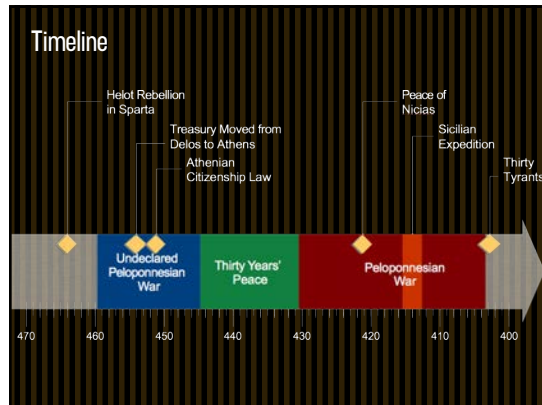 Timeline
Helot Rebellion
in Sparta
Treasury Moved from
Delos to Athens
Athenian
Citizenship Law
Peace of
Nicias
Sicilian
Expedition
Thirty
Tyrants
Undeclared
Peloponnesian
War
Thirty Years'
Peace
Peloponnesian
War
470 460 450 440 430 420 410 400